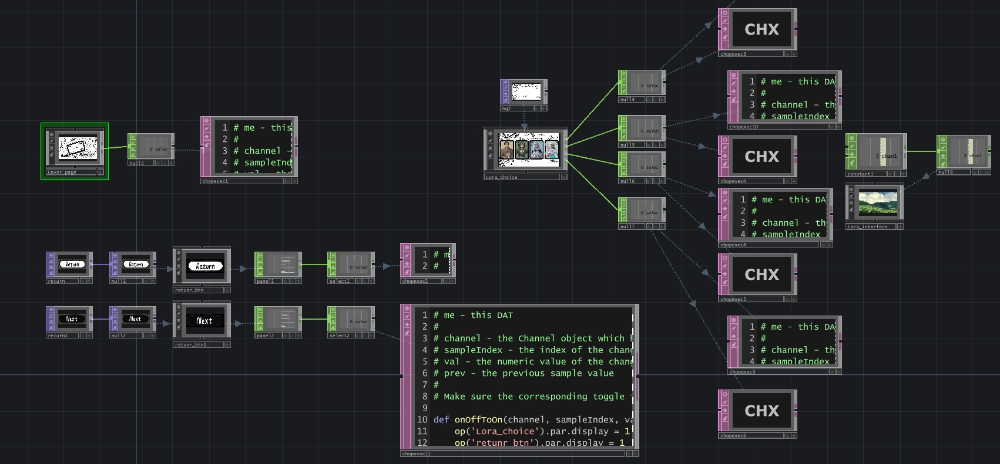 CHX
chopexec3
0 selec
null4
1 # me - this DA
2 #
3 # channel - th
4 # sampleIndex
chopexec10
bg2
Lora_choice
0 selec
null5
CHX
chopexec4
0 selec
null6
0 selec
null7
3 chan1
constant1
3 chan1
null8
Lora_interface
Cover_page
0 selec
null3
1 # me - this
2 #
3 # channel -
4 # sampleInd
chopexec1
1 # me - this DA
2 #
3 # channel - th
4 # sampleIndex
chopexec8
Return
return
Return
null1
Return
retunr_btn
panel1
0 selec
select1
1 # m
2 #
chopexec2
CHX
chopexec5
Next
return1
Next
null2
Next
retunr_btn1
panel2
0 selec
select2
1 # me - this DAT
2 #
3 # channel - the Channel object which h
4 # sampleIndex - the index of the chang
5 # val - the numeric value of the chang
6 # prev - the previous sample value
7 #
8 # Make sure the corresponding toggle
9
10 def onOffToOn(channel, sampleIndex, va
11 op('Lora_choice').par.display = 1
12 op('retunr_btn').par.display = 1
chopexec11
1 # me - this DA
2 #
3 # channel - th
4 # sampleIndex
chopexec9
CHX
chopexec6